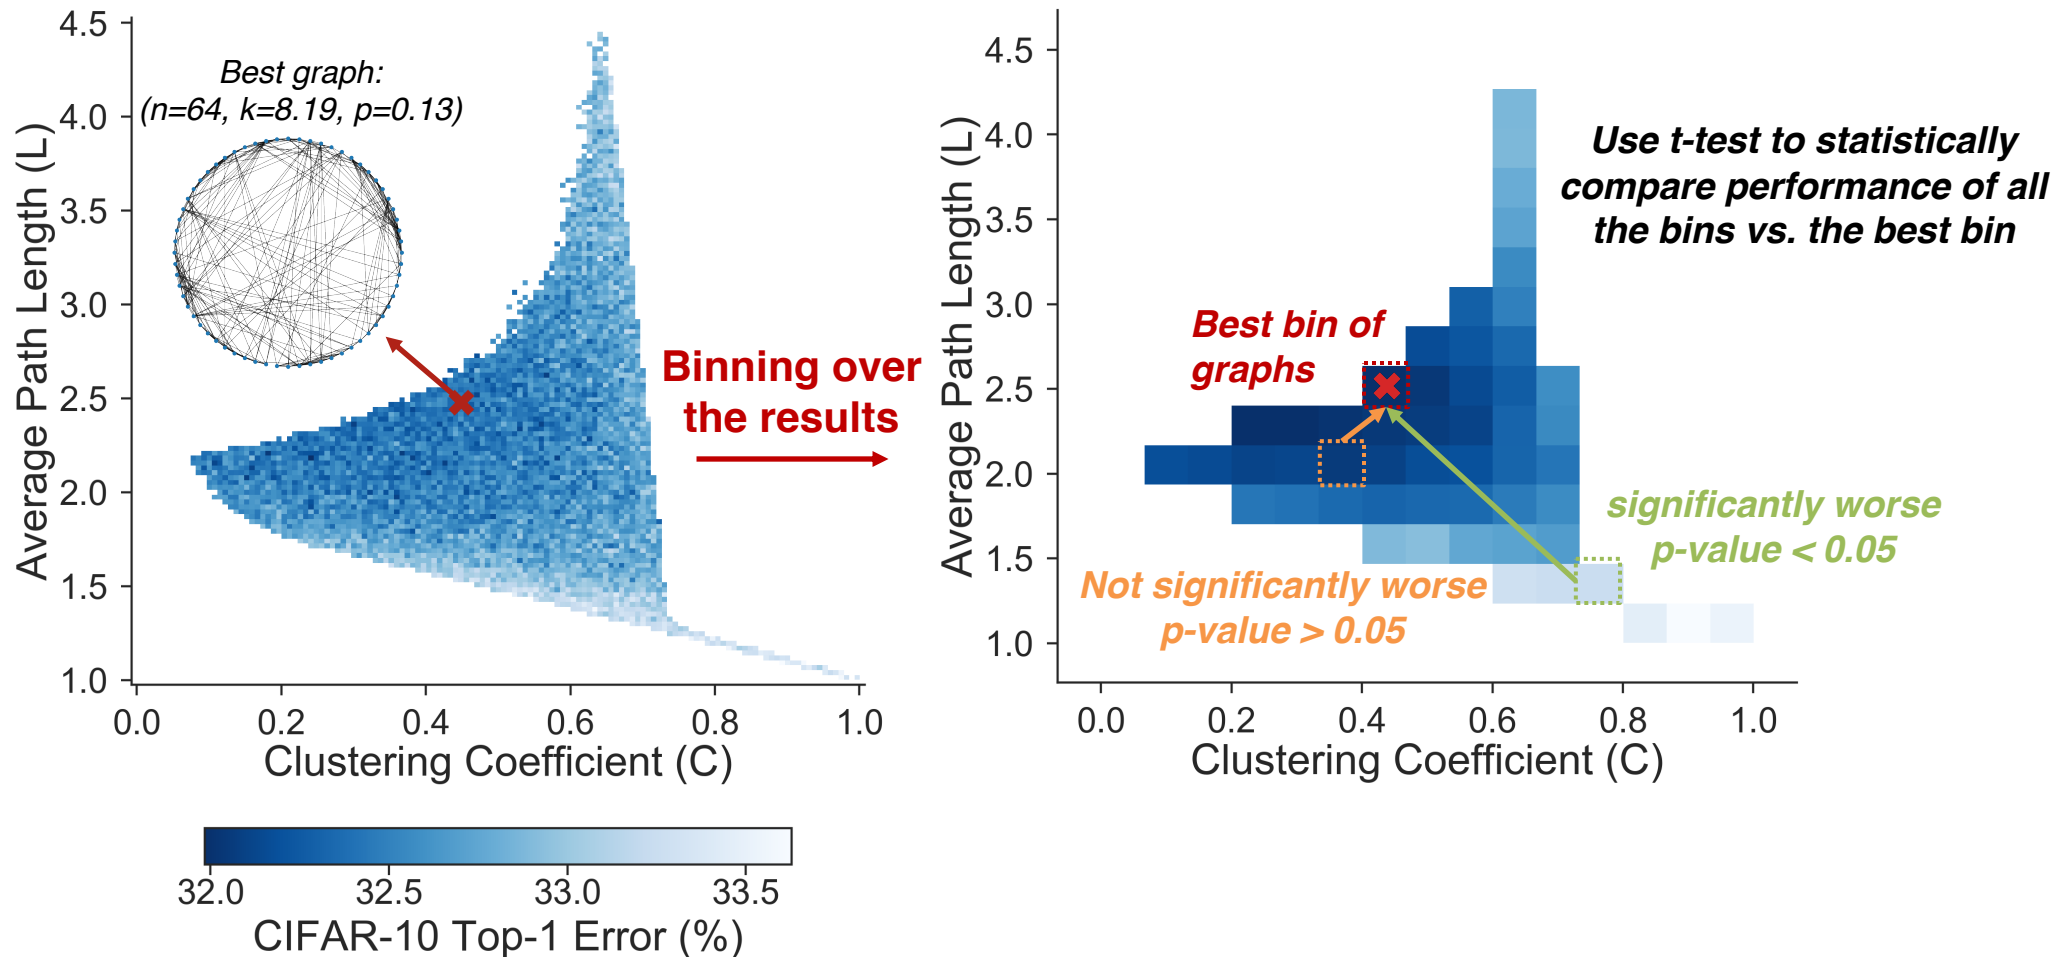 Best graph:
(n=64, k=8.19, p=0.13)
Average Path Length (L)
4.5
4.0
3.5
3.0
2.5
2.0
1.5
1.0
0.0 0.2 0.4 0.6 0.8 1.0
Clustering Coefficient (C)
32.0 32.5 33.0 33.5
CIFAR-10 Top-1 Error (%)
Binning over
the results
Average Path Length (L)
4.5
4.0
3.5
3.0
2.5
2.0
1.5
1.0
Use t-test to statistically
compare performance of all
the bins vs. the best bin
Best bin of
graphs
significantly worse
p-value < 0.05
Not significantly worse
p-value > 0.05
0.0 0.2 0.4 0.6 0.8 1.0
Clustering Coefficient (C)